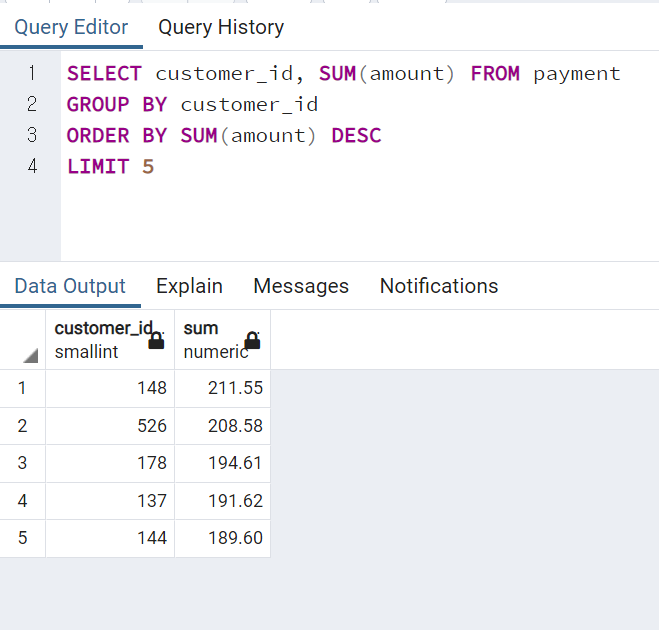 Query Editor Query History
1 SELECT customer_id, SUM(amount) FROM payment
2 GROUP BY customer_id
3 ORDER BY SUM(amount) DESC
4 LIMIT 5
Data Output Explain Messages Notifications
customer_id sum
smallint numeric
1 148 211.55
2 526 208.58
3 178 194.61
4 137 191.62
5 144 189.60